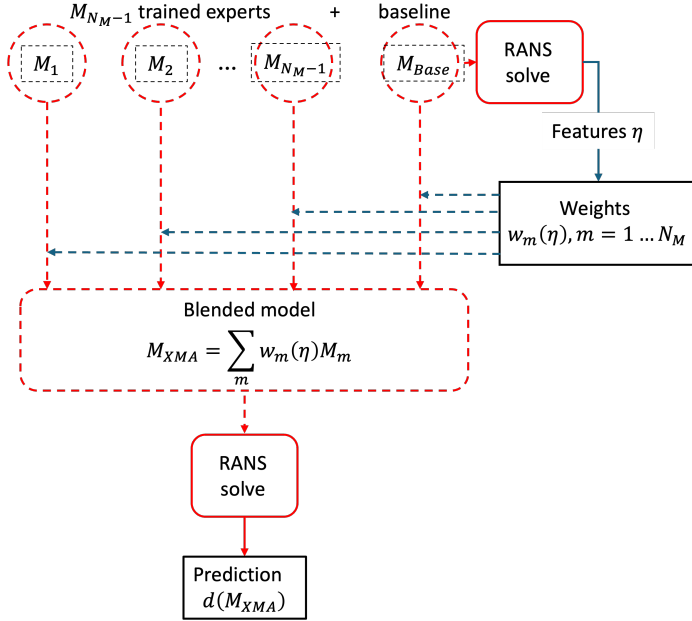 M_{N_M−1} trained experts + baseline
M_1 M_2 ... M_{N_M−1} M_{Base}
RANS
solve
Features η
Weights
w_m(η), m = 1 … N_M
Blended model
M_{XMA} = ∑_m w_m(η)M_m
RANS
solve
Prediction
d(M_{XMA})